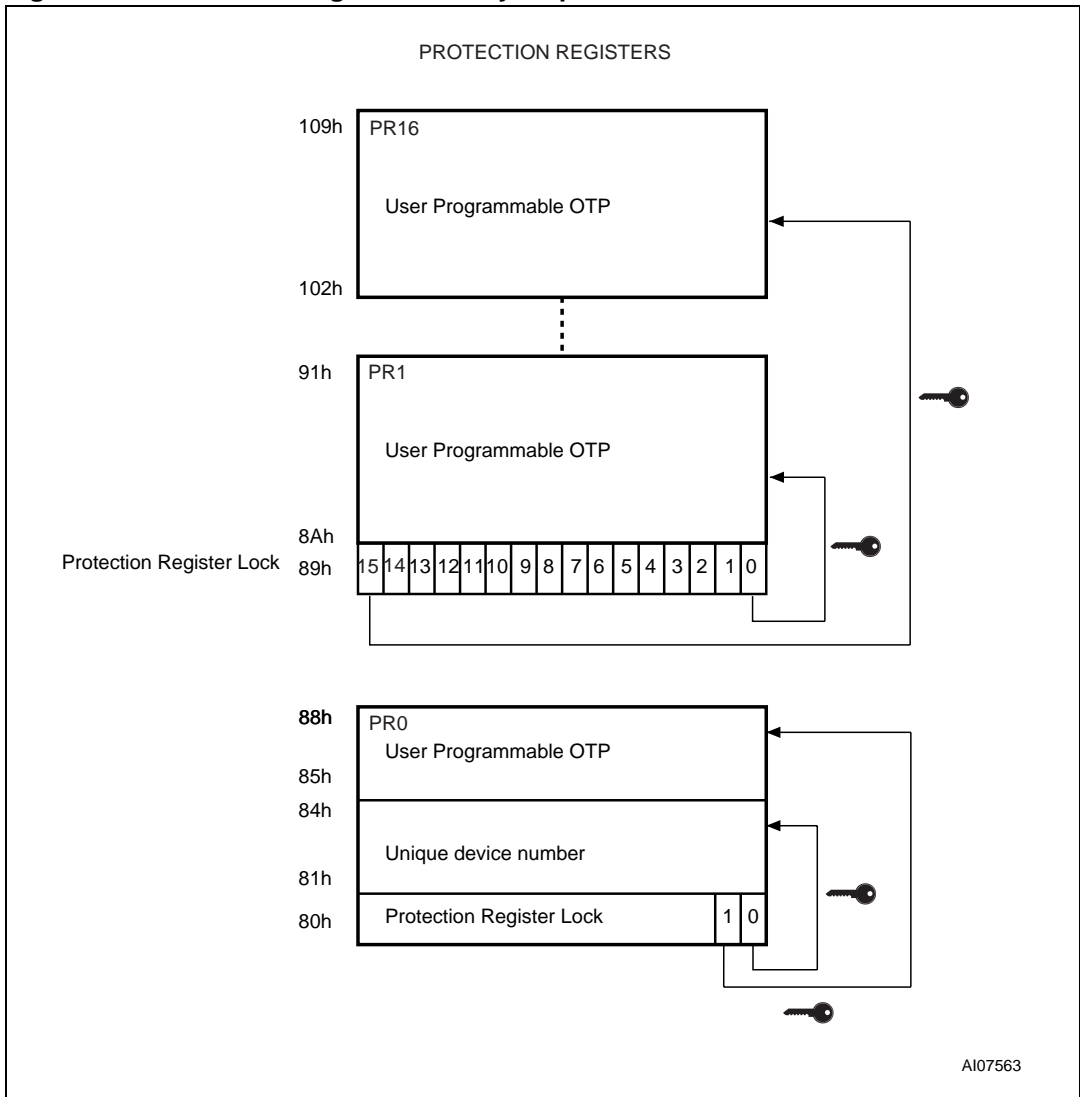 PROTECTION REGISTERS
109h
PR16
User Programmable OTP
102h
91h
PR1
User Programmable OTP
8Ah
Protection Register Lock 89h 15 14 13 12 11 10 9 8 7 6 5 4 3 2 1 0
88h
PR0
User Programmable OTP
85h
84h
Unique device number
81h
80h Protection Register Lock 1 0
AI07563